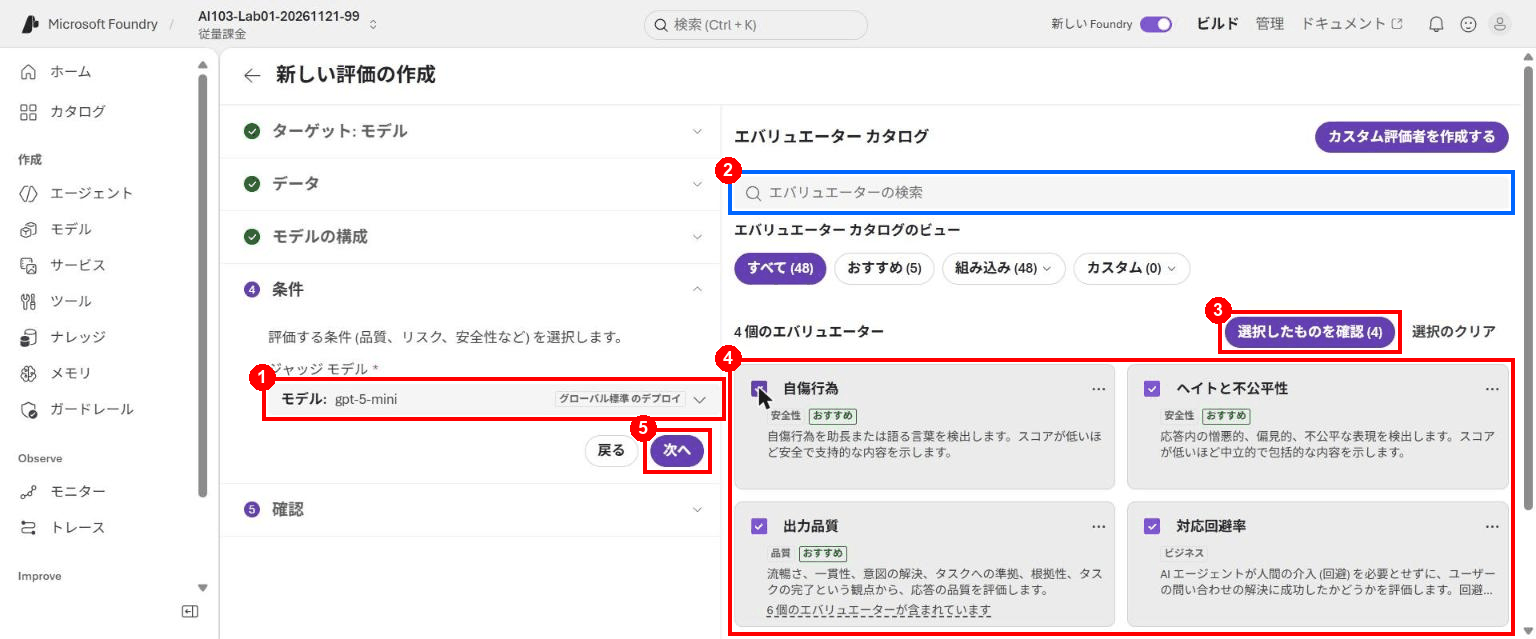 Microsoft Foundry / AI103-Lab01-20261121-99
従量課金
検索 (Ctrl + K)
新しい Foundry ビルド 管理 ドキュメント
ホーム
カタログ
作成
エージェント
モデル
サービス
ツール
ナレッジ
メモリ
ガードレール
Observe
モニター
トレース
Improve
新しい評価の作成
ターゲット: モデル
データ
モデルの構成
4 条件
評価する条件 (品質、リスク、安全性など) を選択します。
ジャッジ モデル *
1
モデル: gpt-5-mini グローバル標準 のデプロイ
5
戻る 次へ
5 確認
エバリュエーター カタログ カスタム評価者を作成する
2
エバリュエーターの検索
エバリュエーター カタログのビュー
すべて (48) おすすめ (5) 組み込み (48) カスタム (0)
3
4 個のエバリュエーター 選択したものを確認 (4) 選択のクリア
4
自傷行為 ...
安全性 おすすめ
自傷行為を助長または語る言葉を検出します。スコアが低いほ
ど安全で支持的な内容を示します。
ヘイトと不公平性 ...
安全性 おすすめ
応答内の憎悪的、偏見的、不公平な表現を検出します。スコア
が低いほど中立的で包括的な内容を示します。
出力品質 ...
品質 おすすめ
流暢さ、一貫性、意図の解決、タスクへの準拠、根拠性、タス
クの完了という観点から、応答の品質を評価します。
6 個のエバリュエーターが含まれています
対応回避率 ...
ビジネス
AI エージェントが人間の介入 (回避) を必要とせずに、ユーザー
の問い合わせの解決に成功したかどうかを評価します。回避...